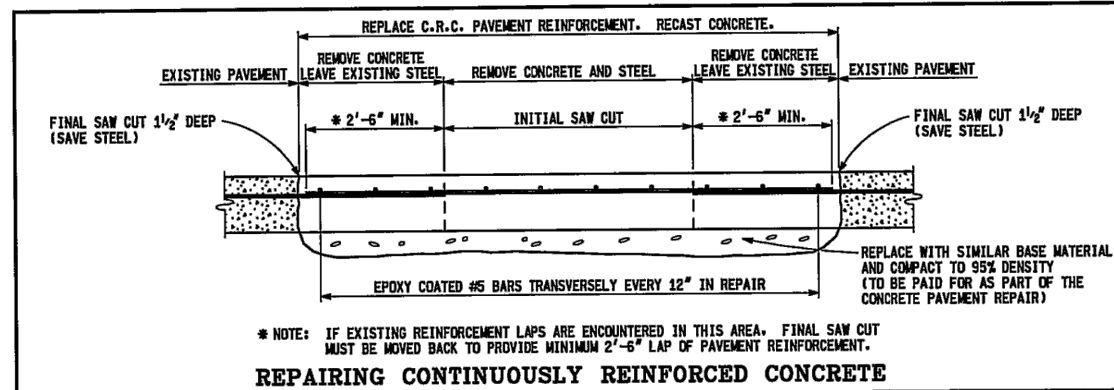 REPLACE C.R.C. PAVEMENT REINFORCEMENT. RECAST CONCRETE.
EXISTING PAVEMENT
REMOVE CONCRETE
LEAVE EXISTING STEEL
REMOVE CONCRETE AND STEEL
REMOVE CONCRETE
LEAVE EXISTING STEEL
EXISTING PAVEMENT
FINAL SAW CUT 1 1/2" DEEP
(SAVE STEEL)
* 2'-6" MIN.
INITIAL SAW CUT
* 2'-6" MIN.
FINAL SAW CUT 1 1/2" DEEP
(SAVE STEEL)
REPLACE WITH SIMILAR BASE MATERIAL
AND COMPACT TO 95% DENSITY
(TO BE PAID FOR AS PART OF THE
CONCRETE PAVEMENT REPAIR)
EPOXY COATED #5 BARS TRANSVERSELY EVERY 12" IN REPAIR
* NOTE: IF EXISTING REINFORCEMENT LAPS ARE ENCOUNTERED IN THIS AREA. FINAL SAW CUT
MUST BE MOVED BACK TO PROVIDE MINIMUM 2'-6" LAP OF PAVEMENT REINFORCEMENT.
REPAIRING CONTINUOUSLY REINFORCED CONCRETE